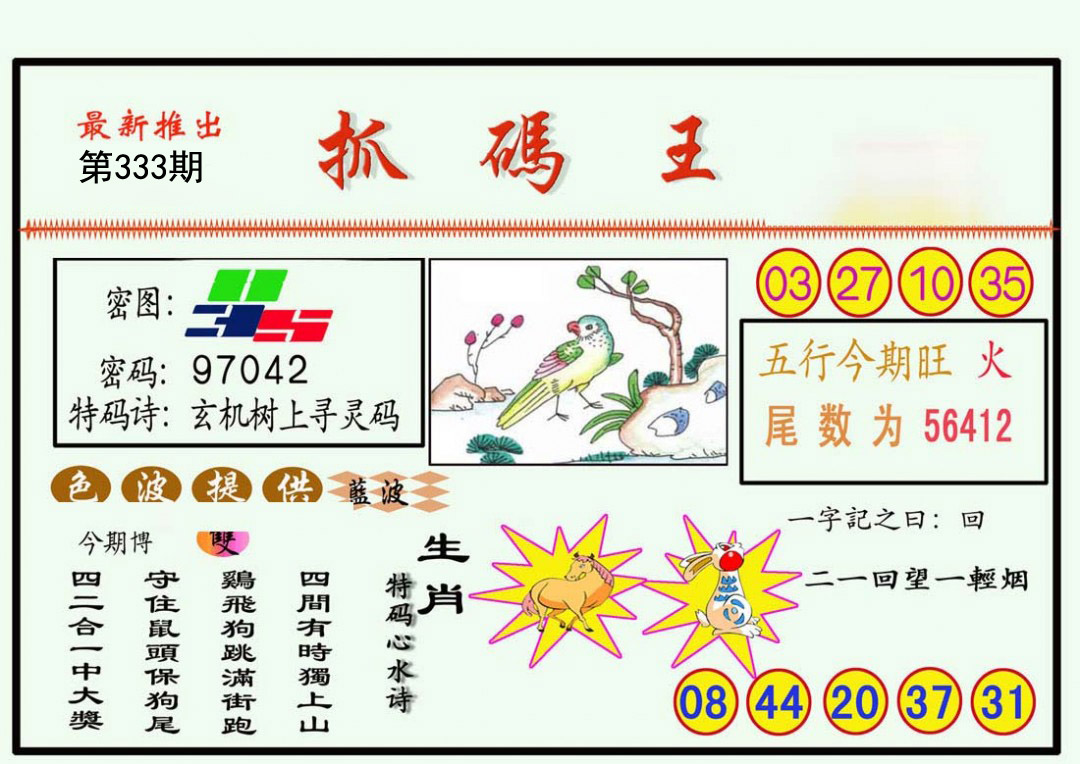 最新推出
第333期
抓碼王
密图：
密码：97042
特码诗：玄机树上寻灵码
03 27 10 35
五行今期旺 火
尾数为 56412
色波提供 藍波
今期博 雙
四間有時獨上山
鷄飛狗跳滿街跑
守住鼠頭保狗尾
四二合一中大獎
特码心水诗
生肖
一字記之曰：回
二一回望一輕烟
08 44 20 37 31